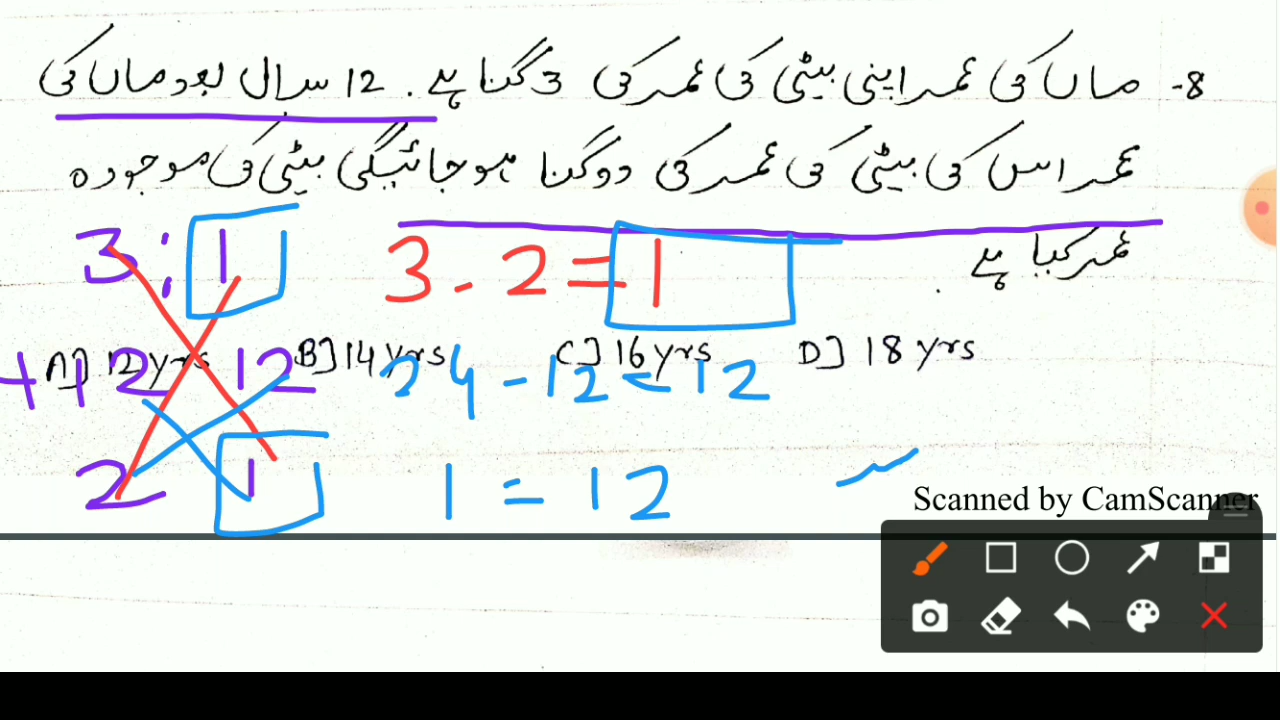 8- ماں کی عمر اپنی بیٹی کی عمر کی 3 گنا ہے . 12 سال بعد ماں کی
عمر اس کی بیٹی کی عمر کی دوگنا ہو جائیگی بیٹی کی موجودہ
عمر کیا ہے .
3 : 1 3 - 2 = 1
A] 12 yrs B] 14 yrs C] 16 yrs D] 18 yrs
+12 12 24 - 12 = 12
2 1 1 = 12
Scanned by CamScanner